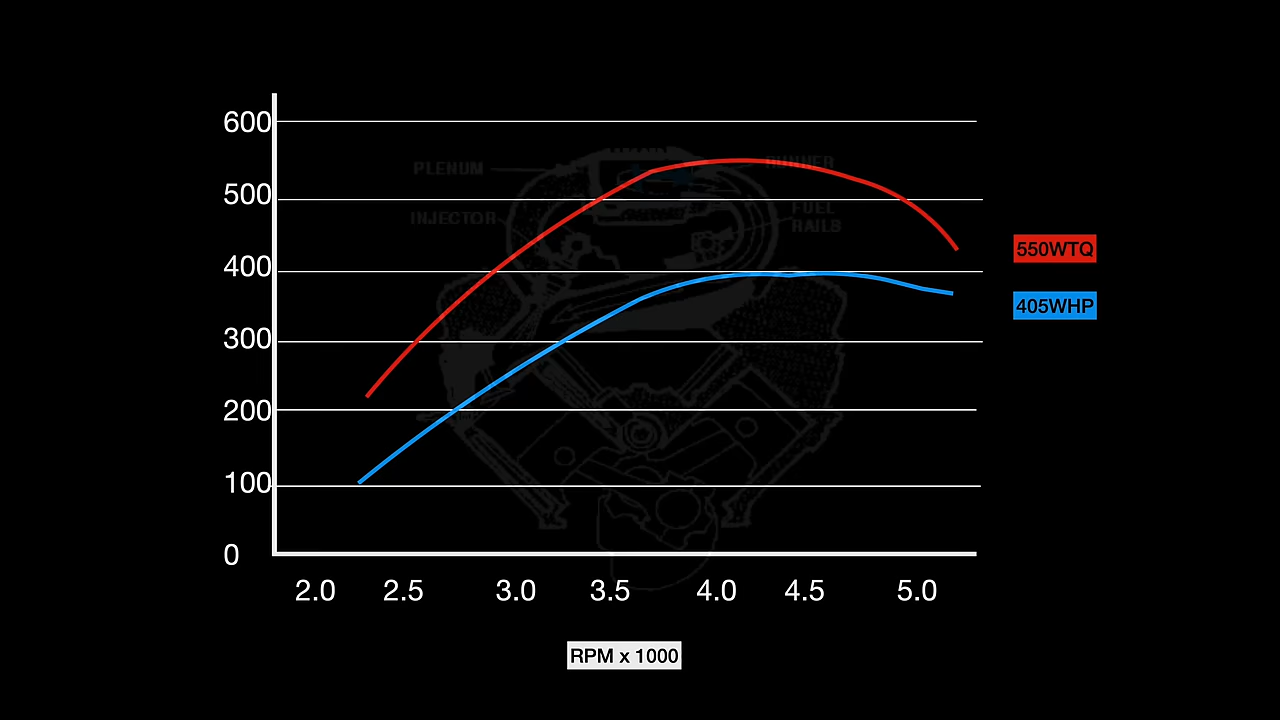 600
PLENUM
RUNNER
500
INJECTOR
FUEL
RAILS
550WTQ
400
405WHP
300
200
100
0
2.0 2.5 3.0 3.5 4.0 4.5 5.0
RPM x 1000